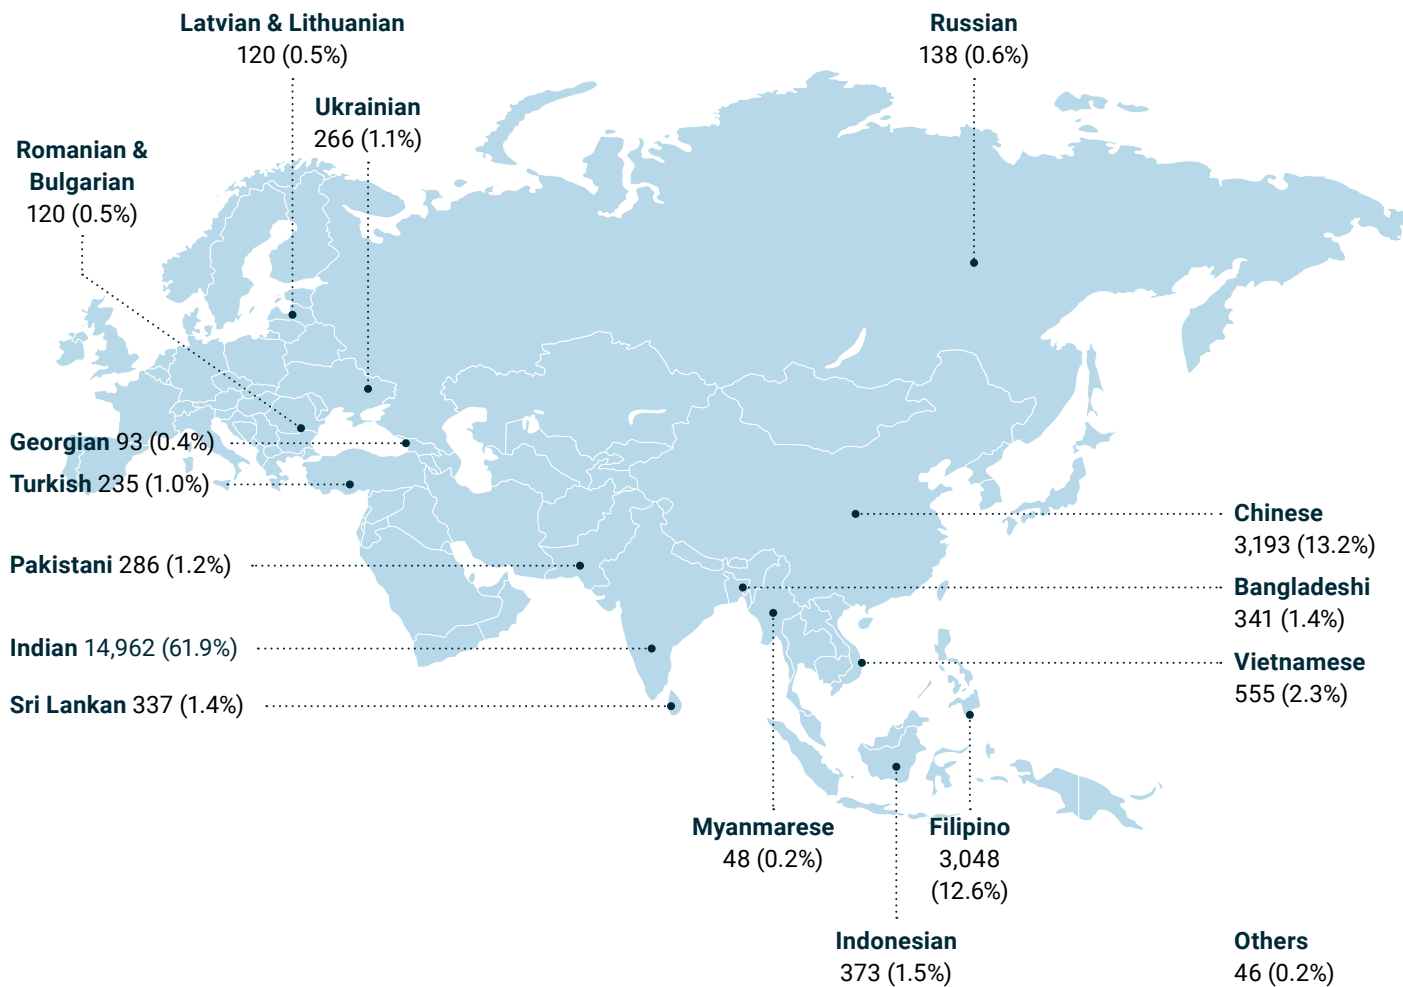 Latvian & Lithuanian
120 (0.5%)
Russian
138 (0.6%)
Ukrainian
266 (1.1%)
Romanian &
Bulgarian
120 (0.5%)
Georgian 93 (0.4%)
Turkish 235 (1.0%)
Pakistani 286 (1.2%)
Indian 14,962 (61.9%)
Sri Lankan 337 (1.4%)
Chinese
3,193 (13.2%)
Bangladeshi
341 (1.4%)
Vietnamese
555 (2.3%)
Myanmarese
48 (0.2%)
Filipino
3,048
(12.6%)
Indonesian
373 (1.5%)
Others
46 (0.2%)